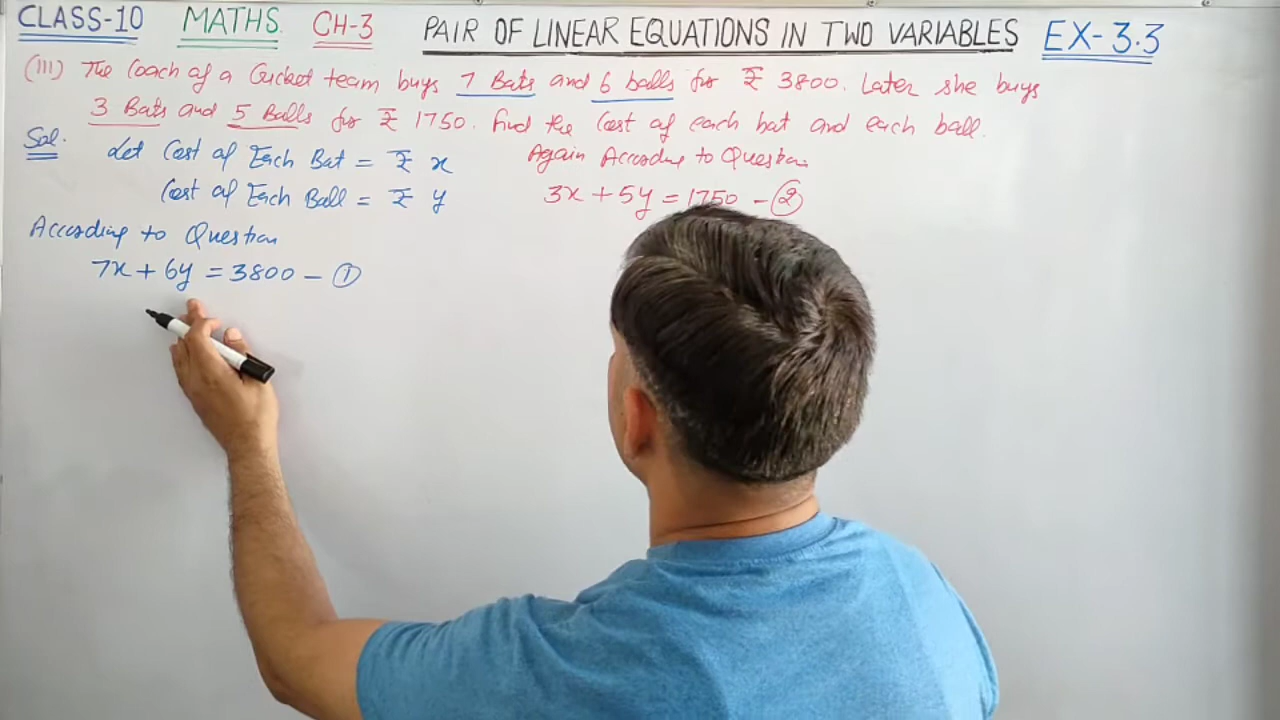 CLASS-10 MATHS. CH-3 PAIR OF LINEAR EQUATIONS IN TWO VARIABLES EX-3.3
(III) The Coach of a Cricket team buys 7 Bats and 6 balls for ₹ 3800. Later she buys
3 Bats and 5 Balls for ₹ 1750. Find the Cost of each bat and each ball.
Sol. Let Cost of Each Bat = ₹ x
Cost of Each Ball = ₹ y
According to Question
7x + 6y = 3800 – ①
Again According to Question
3x + 5y = 1750 – ②